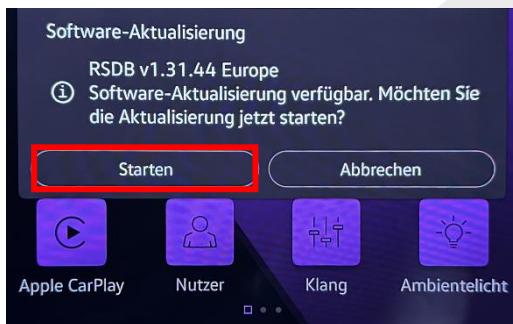 Software-Aktualisierung
RSDB v1.31.44 Europe
Software-Aktualisierung verfügbar. Möchten Sie
die Aktualisierung jetzt starten?
Starten
Abbrechen
Apple CarPlay
Nutzer
Klang
Ambientelicht